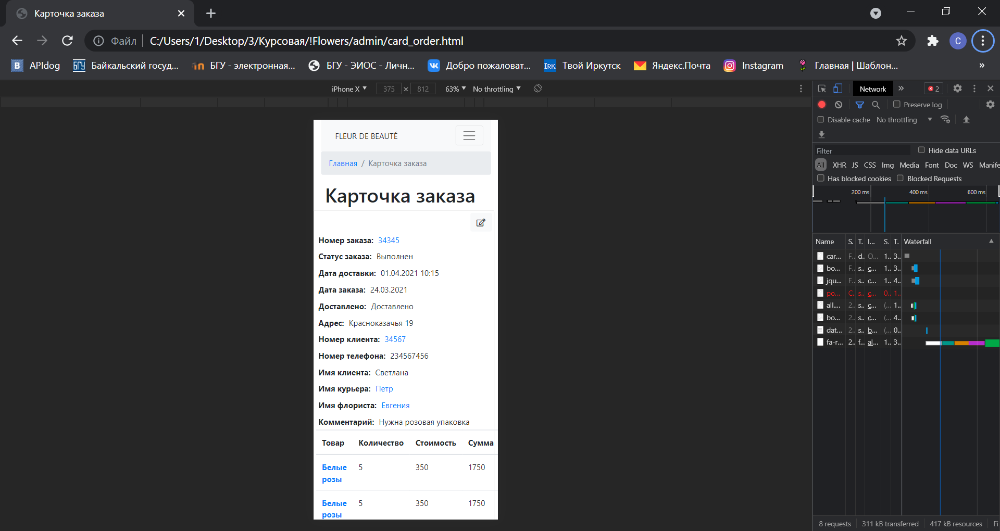 Карточка заказа
Файл C:/Users/1/Desktop/3/Курсовая/!Flowers/admin/card_order.html
C
B APIdog
БГУ Байкальский госуд...
БГУ - электронная...
БГУ - ЭИОС - Личн...
Добро пожаловат...
IRK. Твой Иркутск
Яндекс.Почта
Instagram
Главная | Шаблон...
»
iPhone X 375 × 812 63% No throttling
Network » 2
Preserve log
Disable cache No throttling
Filter Hide data URLs
All XHR JS CSS Img Media Font Doc WS Manife
Has blocked cookies Blocked Requests
200 ms 400 ms 600 ms
Name S. T. I... S. T. Waterfall
car... F.. d.. O... 1.. 3..
bo... F.. s.. c... 1.. 3..
jqu... F.. s.. c... 1.. 4..
po... C.. s.. c... 0.. 1..
all.... 2.. s.. c... (... 1..
bo... 2.. s.. c... (... 4..
dat... 2.. s.. b... (... 0..
fa-r... 2.. f.. al... 1.. 3..
8 requests 311 kB transferred 417 kB resources Fi
FLEUR DE BEAUTÉ
Главная / Карточка заказа
Карточка заказа
Номер заказа: 34345
Статус заказа: Выполнен
Дата доставки: 01.04.2021 10:15
Дата заказа: 24.03.2021
Доставлено: Доставлено
Адрес: Красноказачья 19
Номер клиента: 34567
Номер телефона: 234567456
Имя клиента: Светлана
Имя курьера: Петр
Имя флориста: Евгения
Комментарий: Нужна розовая упаковка
Товар Количество Стоимость Сумма
Белые розы 5 350 1750
Белые розы 5 350 1750